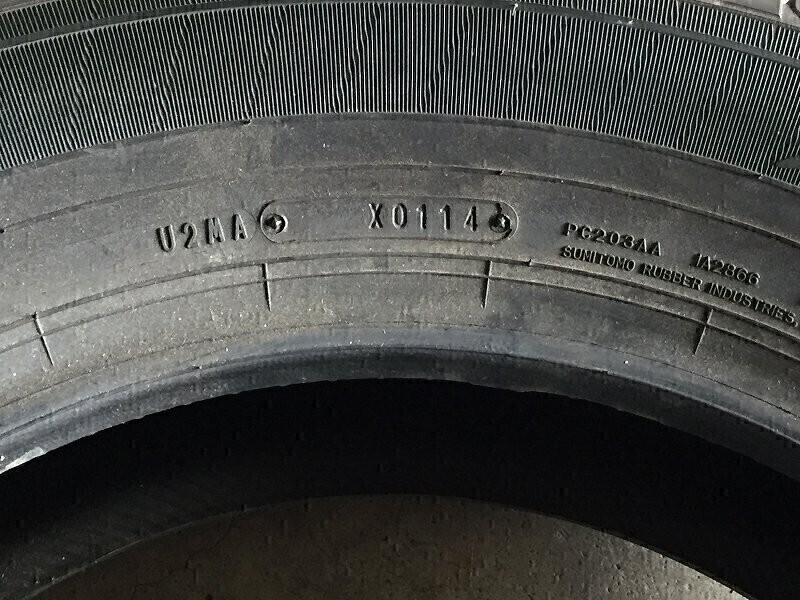 U2MA X0114
PC203AA 1A2866
SUMITOMO RUBBER INDUSTRIES,